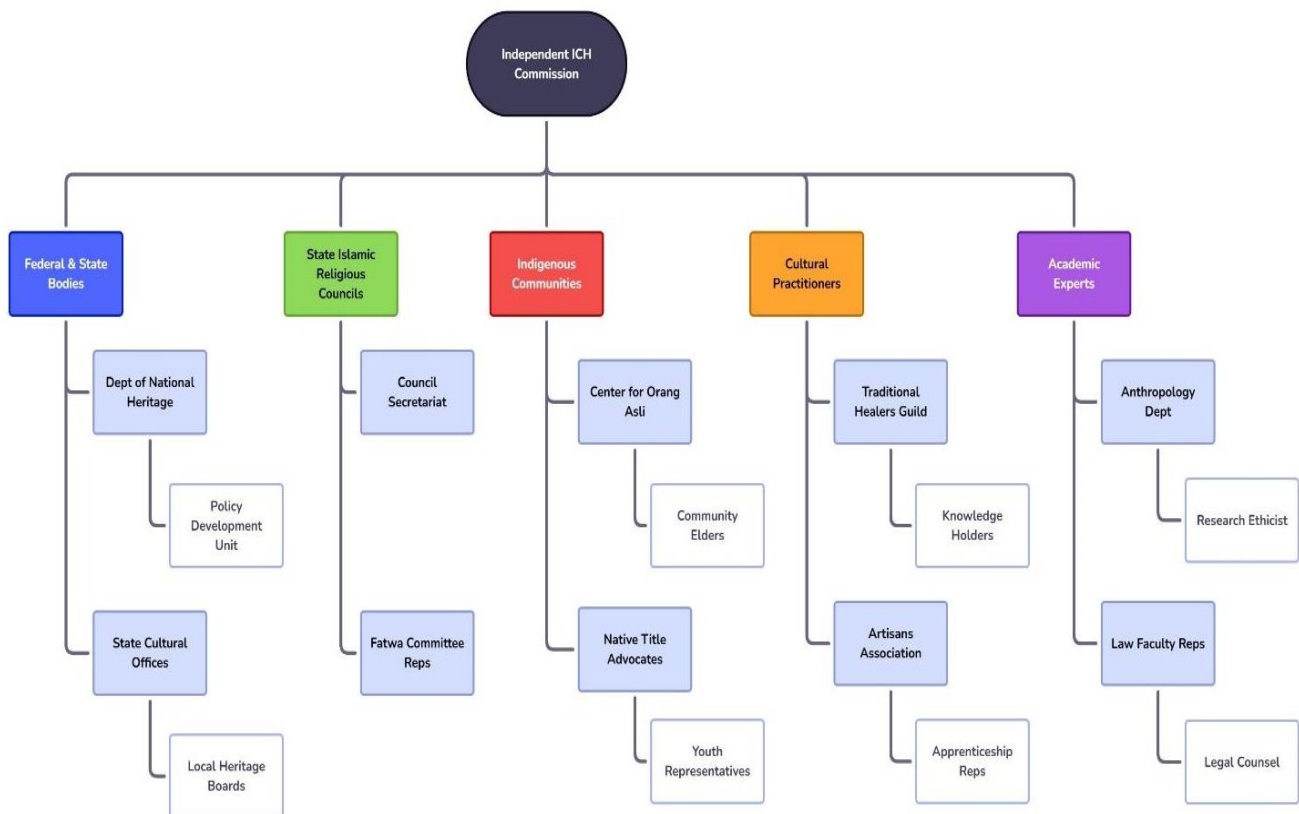 Independent ICH
Commission
Federal & State
Bodies
State Islamic
Religious
Councils
Indigenous
Communities
Cultural
Practitioners
Academic
Experts
Dept of National
Heritage
Council
Secretariat
Center for Orang
Asli
Traditional
Healers Guild
Anthropology
Dept
Policy
Development
Unit
Community
Elders
Knowledge
Holders
Research Ethicist
State Cultural
Offices
Fatwa Committee
Reps
Native Title
Advocates
Artisans
Association
Law Faculty Reps
Local Heritage
Boards
Youth
Representatives
Apprenticeship
Reps
Legal Counsel